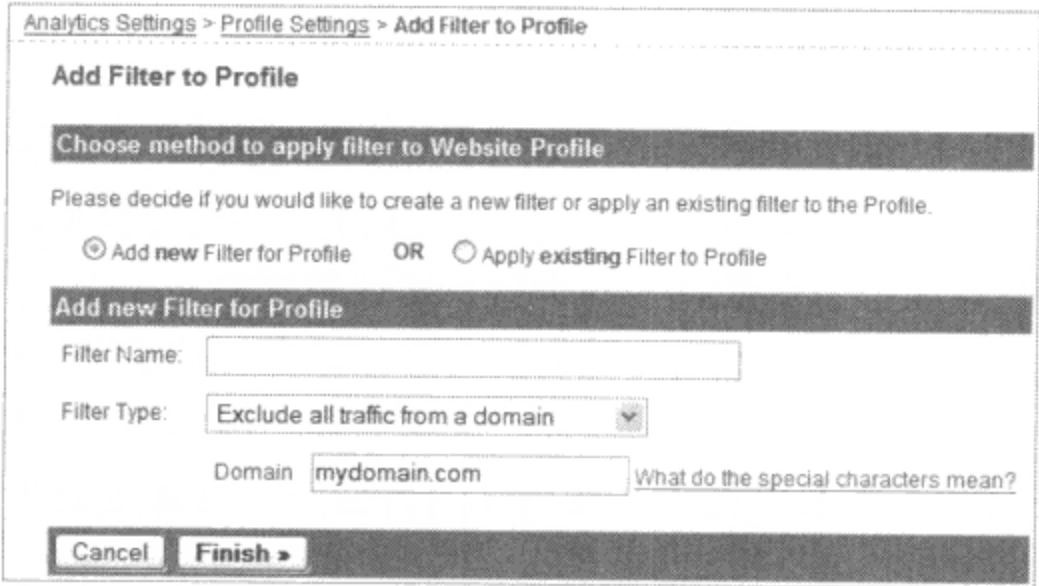 Analytics Settings > Profile Settings > Add Filter to Profile
Add Filter to Profile
Choose method to apply filter to Website Profile
Please decide if you would like to create a new filter or apply an existing filter to the Profile.
Add new Filter for Profile OR Apply existing Filter to Profile
Add new Filter for Profile
Filter Name:
Filter Type: Exclude all traffic from a domain
Domain mydomain.com What do the special characters mean?
Cancel Finish »